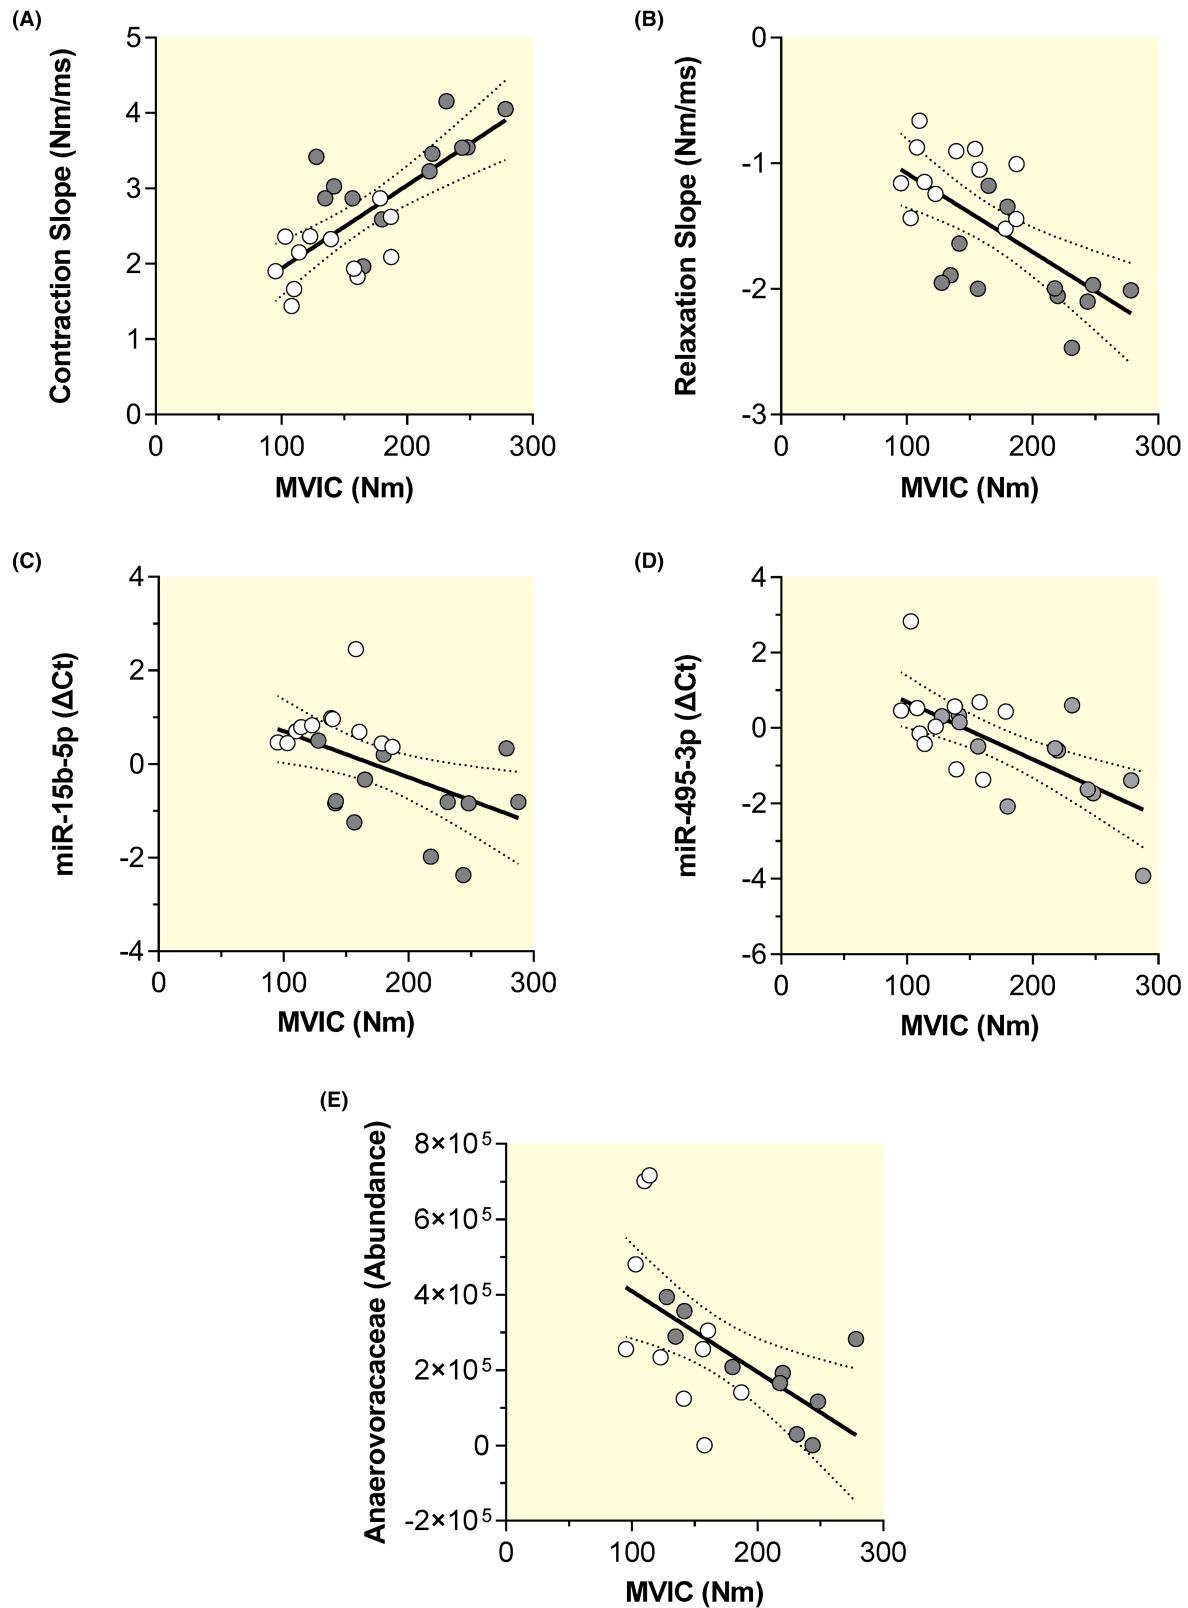 (A)
Contraction Slope (Nm/ms)
5
4
3
2
1
0
0 100 200 300
MVIC (Nm)
(B)
Relaxation Slope (Nm/ms)
0
-1
-2
-3
0 100 200 300
MVIC (Nm)
(C)
miR-15b-5p (ΔCt)
4
2
0
-2
-4
0 100 200 300
MVIC (Nm)
(D)
miR-495-3p (ΔCt)
4
2
0
-2
-4
-6
0 100 200 300
MVIC (Nm)
(E)
Anaerovoracaceae (Abundance)
8×10⁵
6×10⁵
4×10⁵
2×10⁵
0
-2×10⁵
0 100 200 300
MVIC (Nm)